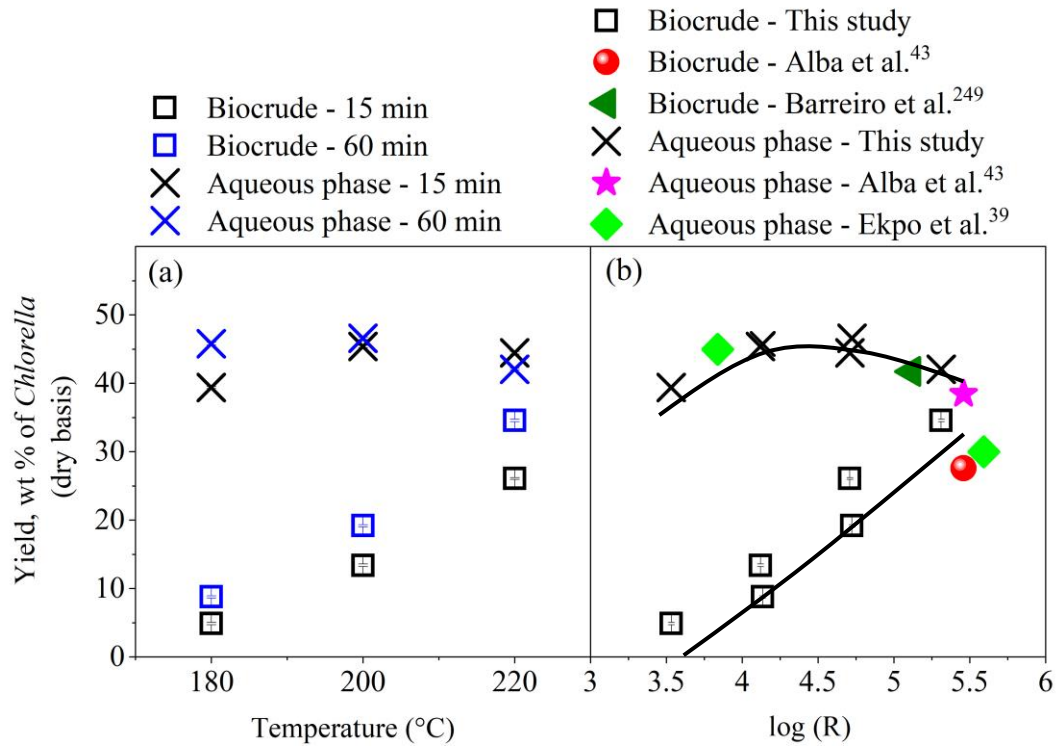 Biocrude - 15 min
Biocrude - 60 min
Aqueous phase - 15 min
Aqueous phase - 60 min
Biocrude - This study
Biocrude - Alba et al.43
Biocrude - Barreiro et al.249
Aqueous phase - This study
Aqueous phase - Alba et al.43
Aqueous phase - Ekpo et al.39
(a)
(b)
Yield, wt % of Chlorella
(dry basis)
50
40
30
20
10
0
180 200 220
3 3.5 4 4.5 5 5.5 6
Temperature (°C)
log (R)